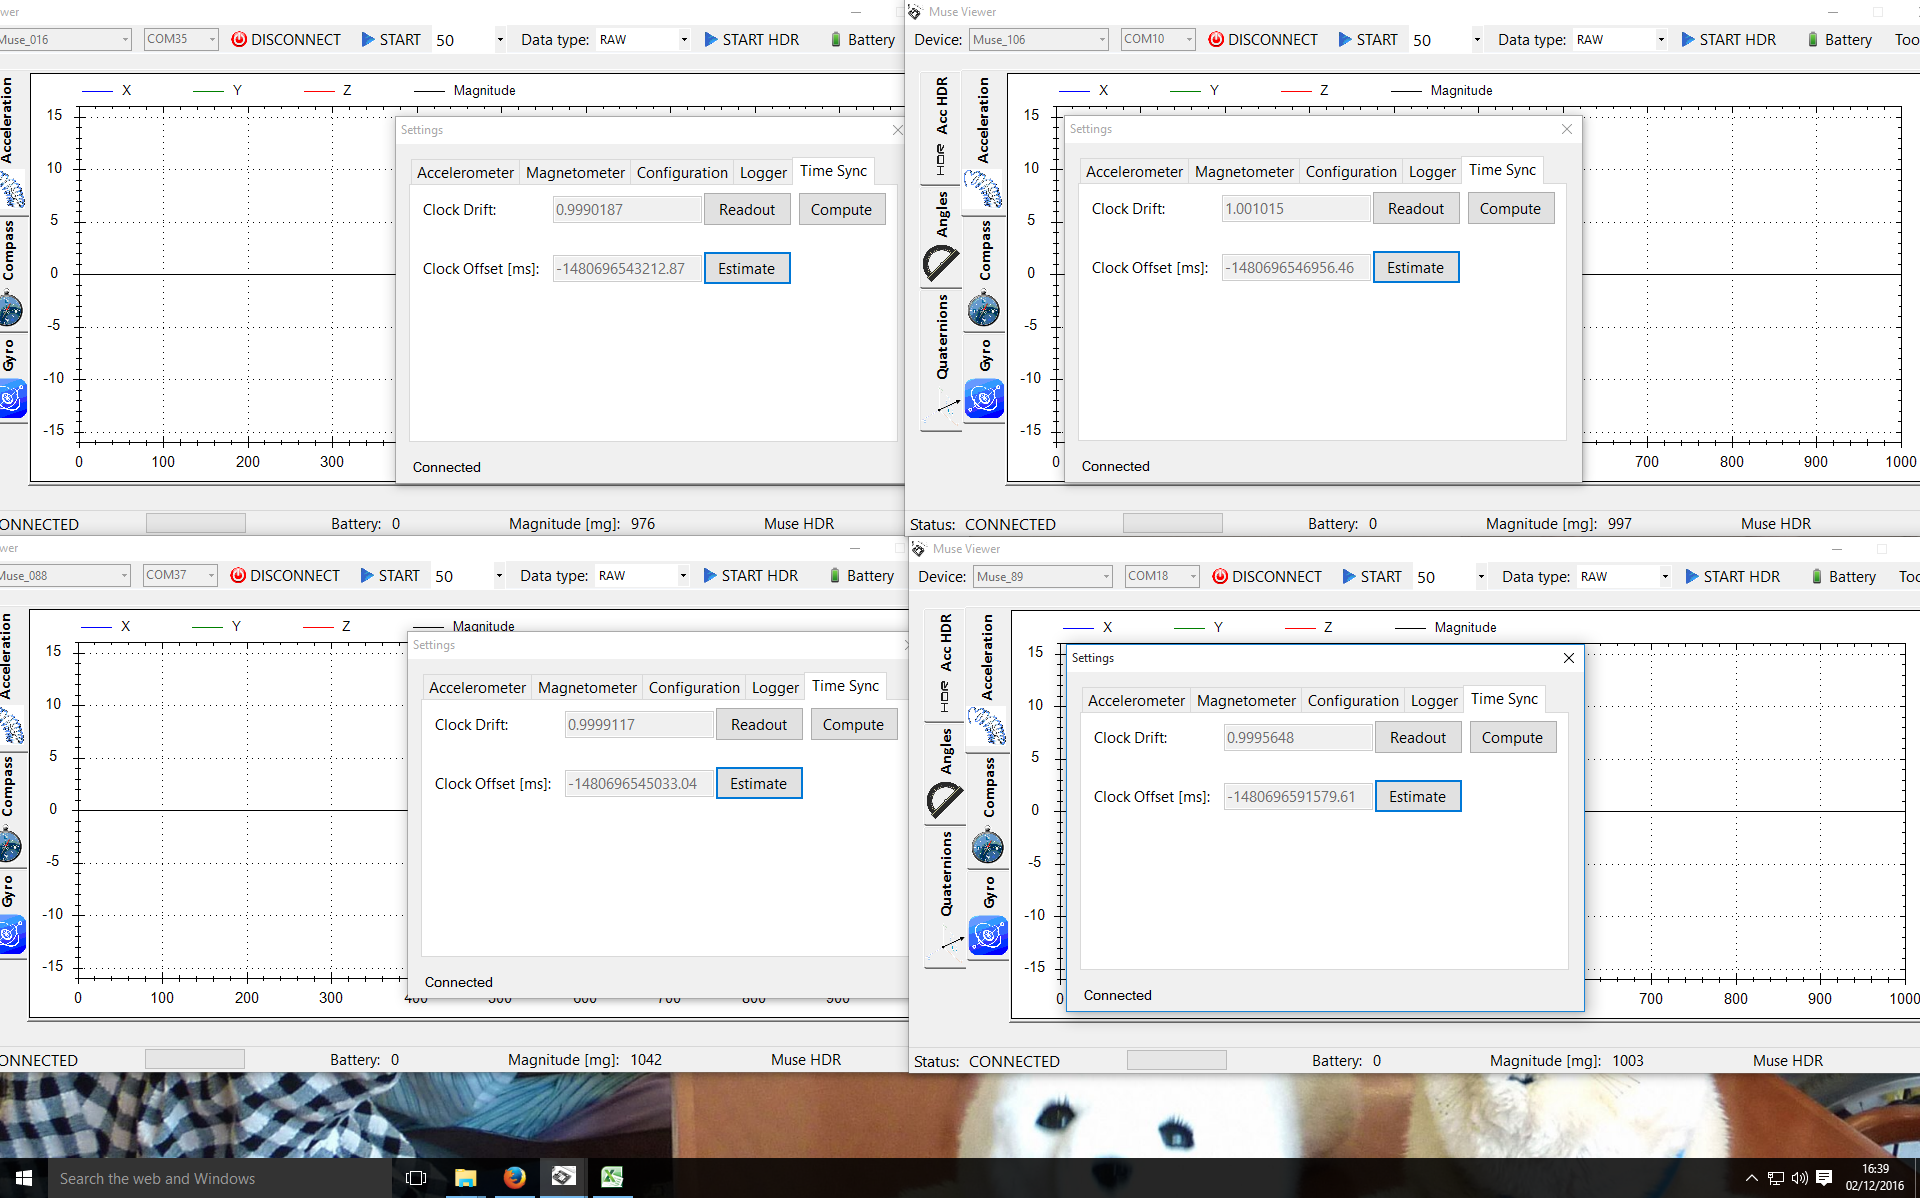 wer
Muse_016 COM35 DISCONNECT START 50 Data type: RAW START HDR Battery
X Y Z Magnitude
Acceleration
Compass
Gyro
15
10
5
0
-5
-10
-15
0 100 200 300
Settings
Accelerometer Magnetometer Configuration Logger Time Sync
Clock Drift: 0.9990187 Readout Compute
Clock Offset [ms]: -1480696543212.87 Estimate
Connected
ONNECTED Battery: 0 Magnitude [mg]: 976 Muse HDR
Muse Viewer
Device: Muse_106 COM10 DISCONNECT START 50 Data type: RAW START HDR Battery Too
X Y Z Magnitude
HDR Acc HDR
Angles
Quaternions
Acceleration
Compass
Gyro
15
10
5
0
-5
-10
-15
0 700 800 900 1000
Settings
Accelerometer Magnetometer Configuration Logger Time Sync
Clock Drift: 1.001015 Readout Compute
Clock Offset [ms]: -1480696546956.46 Estimate
Connected
Status: CONNECTED Battery: 0 Magnitude [mg]: 997 Muse HDR
wer
Muse_088 COM37 DISCONNECT START 50 Data type: RAW START HDR Battery
X Y Z Magnitude
Acceleration
Compass
Gyro
15
10
5
0
-5
-10
-15
0 100 200 300 400 500 600 700 800 900
Settings
Accelerometer Magnetometer Configuration Logger Time Sync
Clock Drift: 0.9999117 Readout Compute
Clock Offset [ms]: -1480696545033.04 Estimate
Connected
ONNECTED Battery: 0 Magnitude [mg]: 1042 Muse HDR
Muse Viewer
Device: Muse_89 COM18 DISCONNECT START 50 Data type: RAW START HDR Battery Too
X Y Z Magnitude
HDR Acc HDR
Angles
Quaternions
Acceleration
Compass
Gyro
15
10
5
0
-5
-10
-15
0 700 800 900 1000
Settings
Accelerometer Magnetometer Configuration Logger Time Sync
Clock Drift: 0.9995648 Readout Compute
Clock Offset [ms]: -1480696591579.61 Estimate
Connected
Status: CONNECTED Battery: 0 Magnitude [mg]: 1003 Muse HDR
Search the web and Windows
16:39
02/12/2016